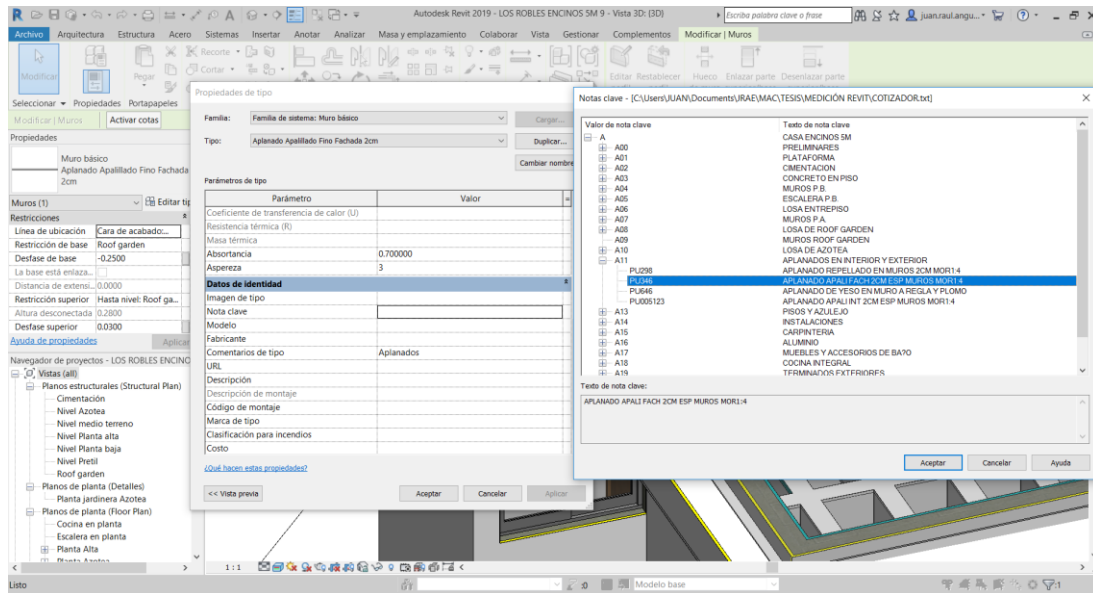 Autodesk Revit 2019 - LOS ROBLES ENCINOS 5M 9 - Vista 3D: {3D}
Escriba palabra clave o frase
juan.raul.angu...
Archivo Arquitectura Estructura Acero Sistemas Insertar Anotar Analizar Masa y emplazamiento Colaborar Vista Gestionar Complementos Modificar | Muros
Modificar
Pegar
Recorte
Cortar
Editar Restablecer Hueco Enlazar parte Desenlazar parte
Seleccionar Propiedades Portapapeles
Modificar | Muros
Activar cotas
Propiedades
Muro básico
Aplanado Apalillado Fino Fachada
2cm
Muros (1)
Editar tip
Restricciones
Línea de ubicación Cara de acabado:...
Restricción de base Roof garden
Desfase de base -0.2500
La base está enlaza...
Distancia de extensi... 0.0000
Restricción superior Hasta nivel: Roof ga...
Altura desconectada 0.2800
Desfase superior 0.0300
Ayuda de propiedades
Aplicar
Navegador de proyectos - LOS ROBLES ENCINO
Vistas (all)
Planos estructurales (Structural Plan)
Cimentación
Nivel Azotea
Nivel medio terreno
Nivel Planta alta
Nivel Planta baja
Nivel Pretil
Roof garden
Planos de planta (Detalles)
Planta jardinera Azotea
Planos de planta (Floor Plan)
Cocina en planta
Escalera en planta
Planta Alta
Planta Azotea
Propiedades de tipo
Familia: Familia de sistema: Muro básico
Cargar...
Tipo: Aplanado Apalillado Fino Fachada 2cm
Duplicar...
Cambiar nombre
Parámetros de tipo
Parámetro Valor =
Coeficiente de transferencia de calor (U)
Resistencia térmica (R)
Masa térmica
Absortancia 0.700000
Aspereza 3
Datos de identidad
Imagen de tipo
Nota clave
Modelo
Fabricante
Comentarios de tipo Aplanados
URL
Descripción
Descripción de montaje
Código de montaje
Marca de tipo
Clasificación para incendios
Costo
¿Qué hacen estas propiedades?
<< Vista previa Aceptar Cancelar Aplicar
Notas clave - [C:\Users\JUAN\Documents\IRAE\MAC\TESIS\MEDICIÓN REVIT\COTIZADOR.txt]
Valor de nota clave Texto de nota clave
A CASA ENCINOS 5M
A00 PRELIMINARES
A01 PLATAFORMA
A02 CIMENTACION
A03 CONCRETO EN PISO
A04 MUROS P.B.
A05 ESCALERA P.B.
A06 LOSA ENTREPISO
A07 MUROS P.A.
A08 LOSA DE ROOF GARDEN
A09 MUROS ROOF GARDEN
A10 LOSA DE AZOTEA
A11 APLANADOS EN INTERIOR Y EXTERIOR
PU298 APLANADO REPELLADO EN MUROS 2CM MOR1:4
PU346 APLANADO APALI FACH 2CM ESP MUROS MOR1:4
PU646 APLANADO DE YESO EN MURO A REGLA Y PLOMO
PU005123 APLANADO APALI INT 2CM ESP MUROS MOR1:4
A13 PISOS Y AZULEJO
A14 INSTALACIONES
A15 CARPINTERIA
A16 ALUMINIO
A17 MUEBLES Y ACCESORIOS DE BA?O
A18 COCINA INTEGRAL
A19 TERMINADOS EXTERIORES
Texto de nota clave:
APLANADO APALI FACH 2CM ESP MUROS MOR1:4
Aceptar Cancelar Ayuda
1:1
Listo
:0
Modelo base
:1